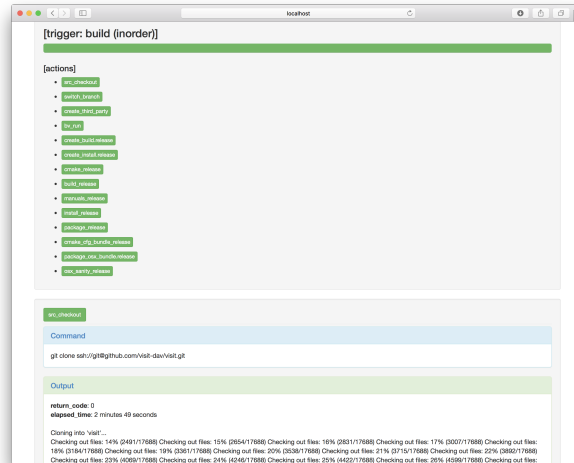 localhost
[trigger: build (inorder)]
[actions]
src_checkout
switch_branch
create_third_party
bv_run
create_build.release
create_install.release
cmake_release
build_release
manuals_release
install_release
package_release
cmake_cfg_bundle_release
package_osx_bundle.release
osx_sanity_release
src_checkout
Command
git clone ssh://git@github.com/visit-dav/visit.git
Output
return_code: 0
elapsed_time: 2 minutes 49 seconds
Cloning into 'visit'...
Checking out files: 14% (2491/17688) Checking out files: 15% (2654/17688) Checking out files: 16% (2831/17688) Checking out files: 17% (3007/17688) Checking out files:
18% (3184/17688) Checking out files: 19% (3361/17688) Checking out files: 20% (3538/17688) Checking out files: 21% (3715/17688) Checking out files: 22% (3892/17688)
Checking out files: 23% (4069/17688) Checking out files: 24% (4246/17688) Checking out files: 25% (4422/17688) Checking out files: 26% (4599/17688) Checking out files: